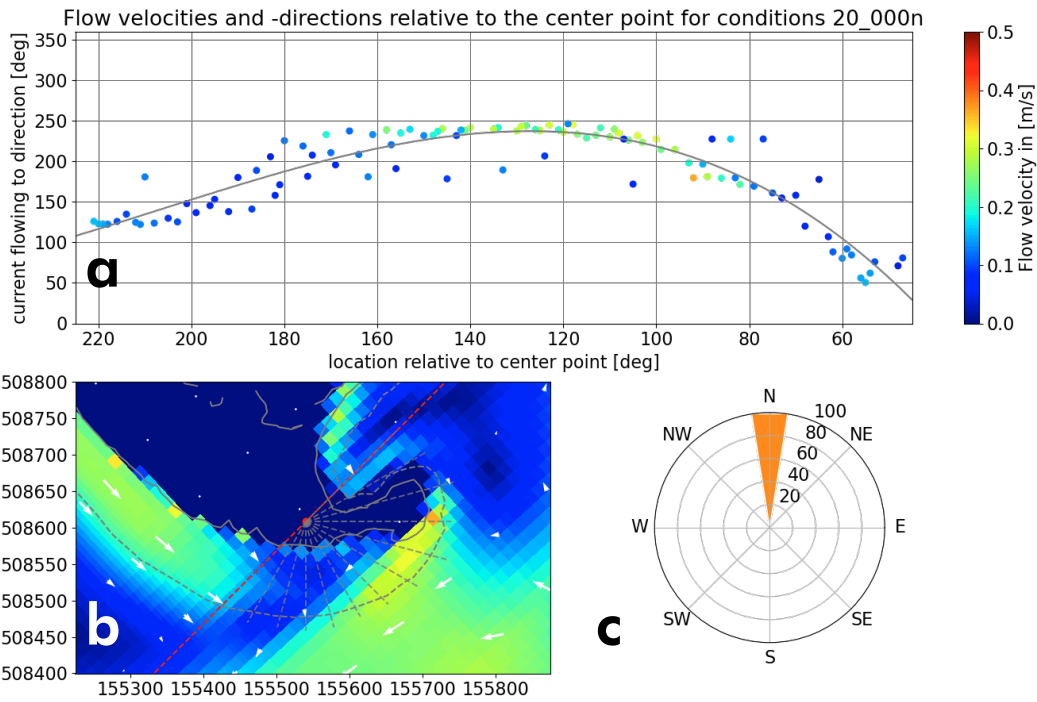 Flow velocities and -directions relative to the center point for conditions 20_000n
current flowing to direction [deg]
350
300
250
200
150
100
50
0
a
220 200 180 160 140 120 100 80 60
location relative to center point [deg]
0.5
0.4
0.3
0.2
0.1
0.0
Flow velocity in [m/s]
508800
508750
508700
508650
508600
508550
508500
508450
508400
b
155300 155400 155500 155600 155700 155800
c
N
NE
E
SE
S
SW
W
NW
100
80
60
40
20